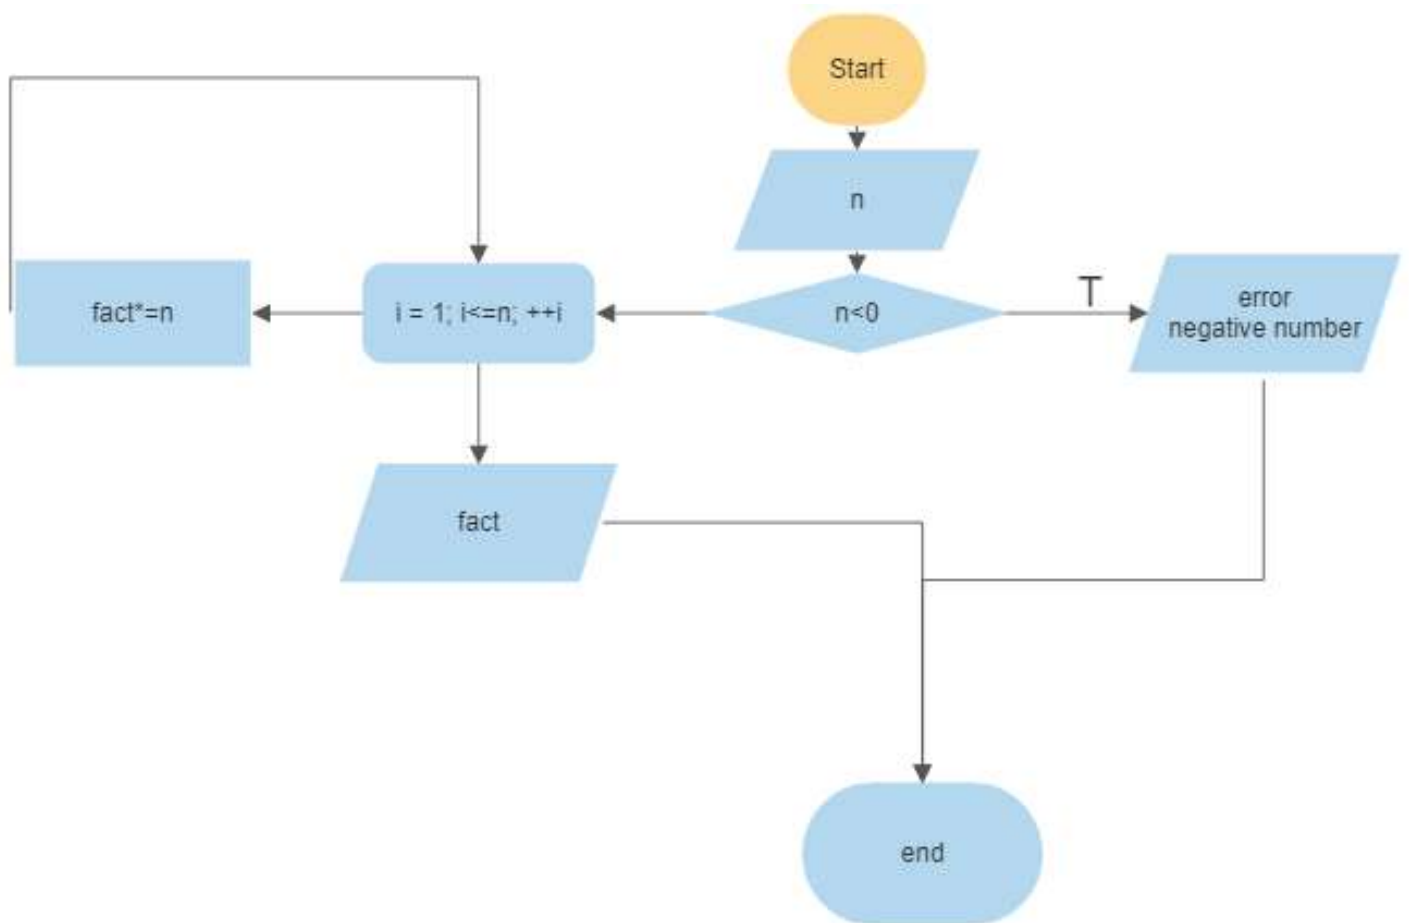 Start
n
n<0
T
error
negative number
i = 1; i<=n; ++i
fact*=n
fact
end